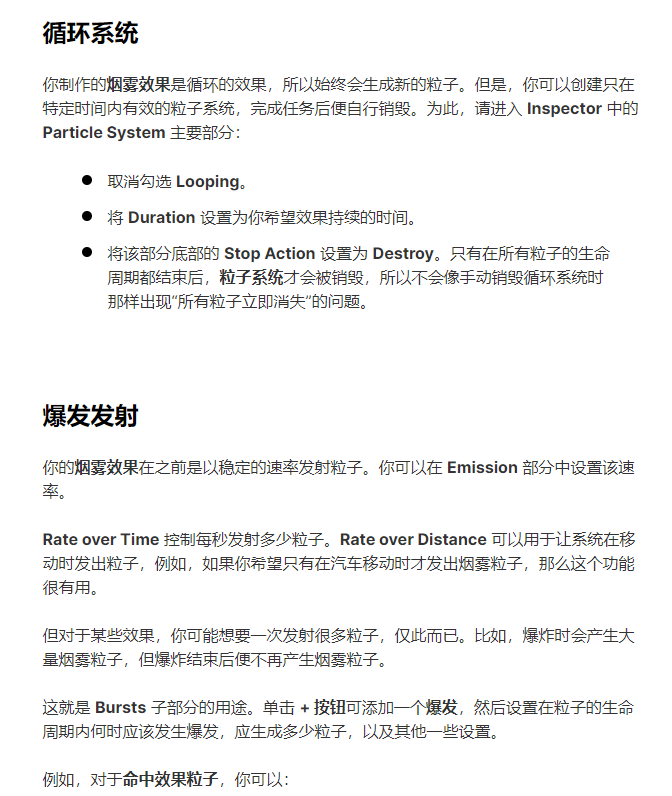 循环系统
你制作的烟雾效果是循环的效果，所以始终会生成新的粒子。但是，你可以创建只在
特定时间内有效的粒子系统，完成任务后便自行销毁。为此，请进入 Inspector 中的
Particle System 主要部分：
● 取消勾选 Looping。
● 将 Duration 设置为你希望效果持续的时间。
● 将该部分底部的 Stop Action 设置为 Destroy。只有在所有粒子的生命
周期都结束后，粒子系统才会被销毁，所以不会像手动销毁循环系统时
那样出现“所有粒子立即消失”的问题。
爆发发射
你的烟雾效果在之前是以稳定的速率发射粒子。你可以在 Emission 部分中设置该速
率。
Rate over Time 控制每秒发射多少粒子。Rate over Distance 可以用于让系统在移
动时发出粒子，例如，如果你希望只有在汽车移动时才发出烟雾粒子，那么这个功能
很有用。
但对于某些效果，你可能想要一次发射很多粒子，仅此而已。比如，爆炸时会产生大
量烟雾粒子，但爆炸结束后便不再产生烟雾粒子。
这就是 Bursts 子部分的用途。单击 + 按钮可添加一个爆发，然后设置在粒子的生命
周期内何时应该发生爆发，应生成多少粒子，以及其他一些设置。
例如，对于命中效果粒子，你可以：